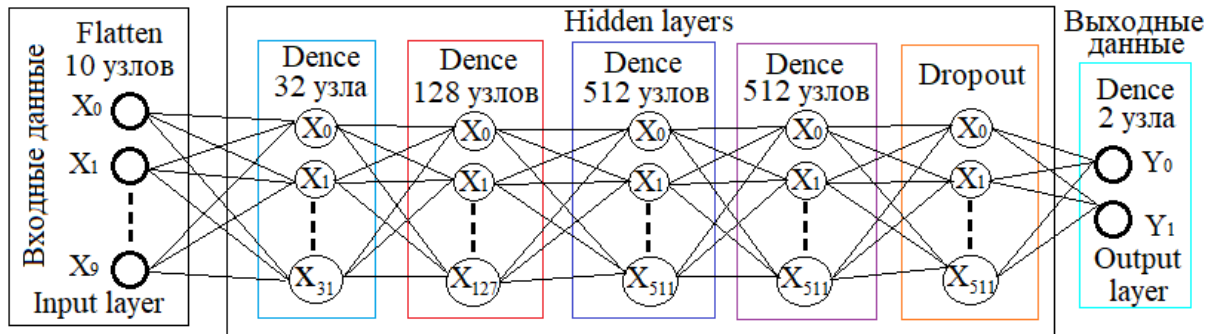 Входные данные
Flatten
10 узлов
X0
X1
X9
Input layer
Hidden layers
Dence
32 узла
X0
X1
X31
Dence
128 узлов
X0
X1
X127
Dence
512 узлов
X0
X1
X511
Dence
512 узлов
X0
X1
X511
Dropout
X0
X1
X511
Выходные
данные
Dence
2 узла
Y0
Y1
Output
layer